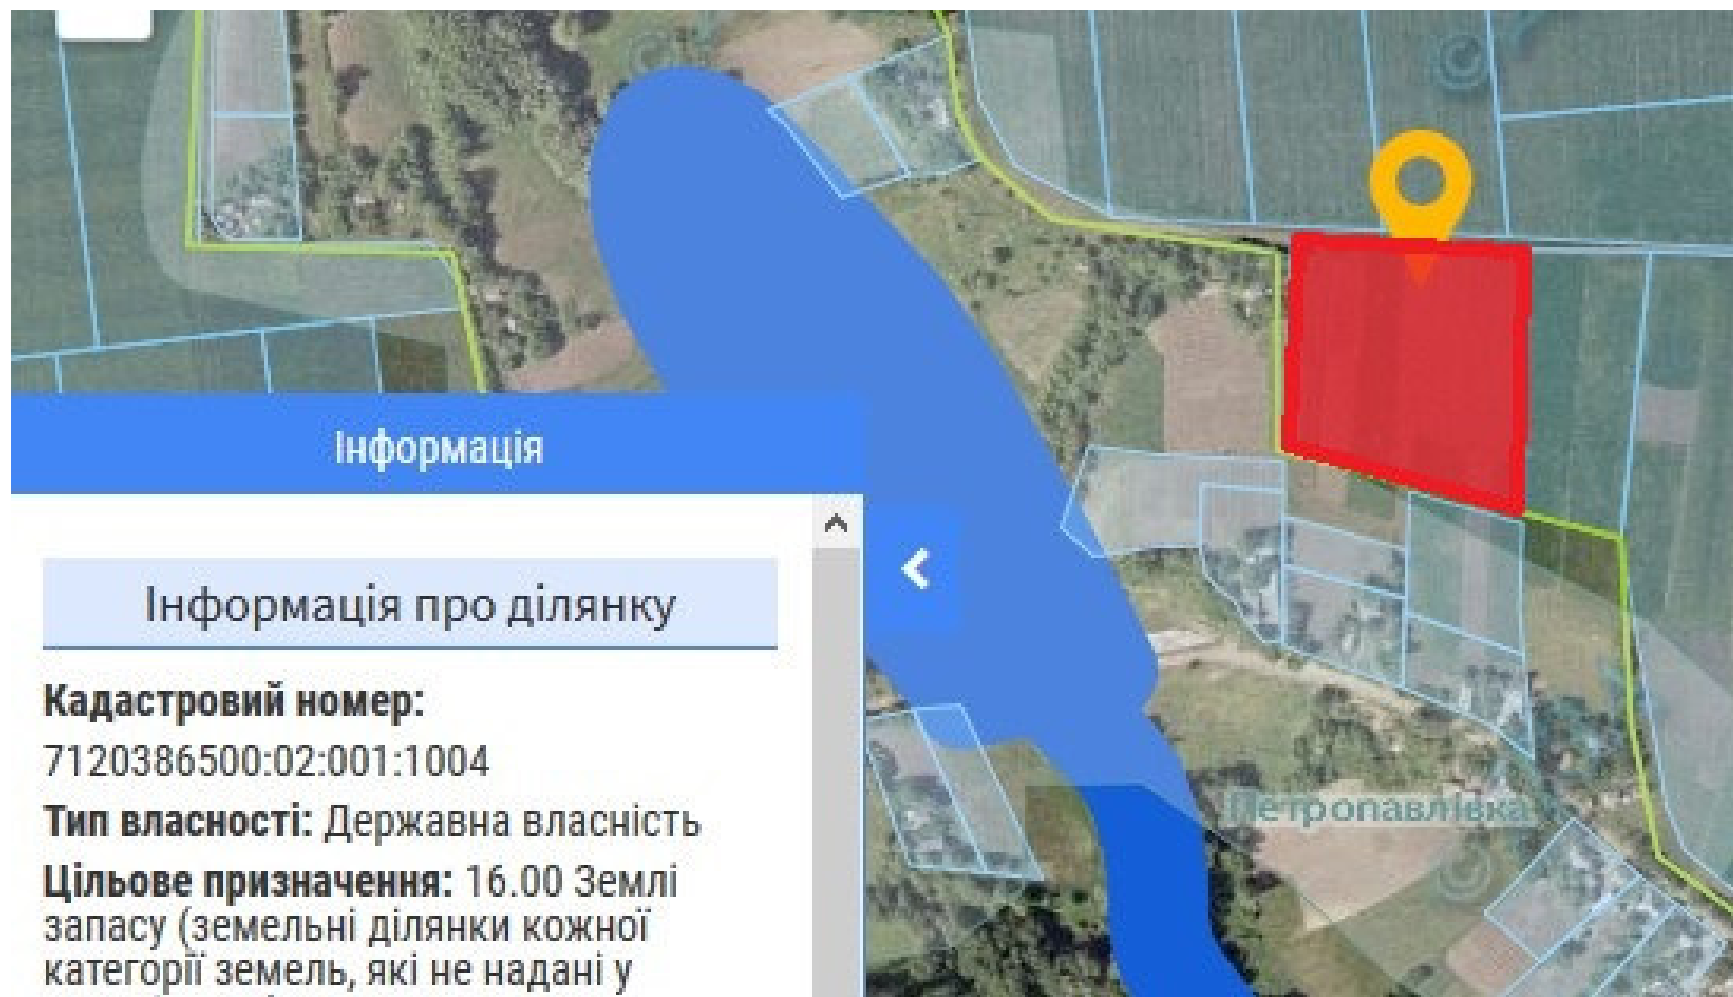 Інформація
Інформація про ділянку
Кадастровий номер:
7120386500:02:001:1004
Тип власності: Державна власність
Цільове призначення: 16.00 Землі
запасу (земельні ділянки кожної
категорії земель, які не надані у
Петропавлівка